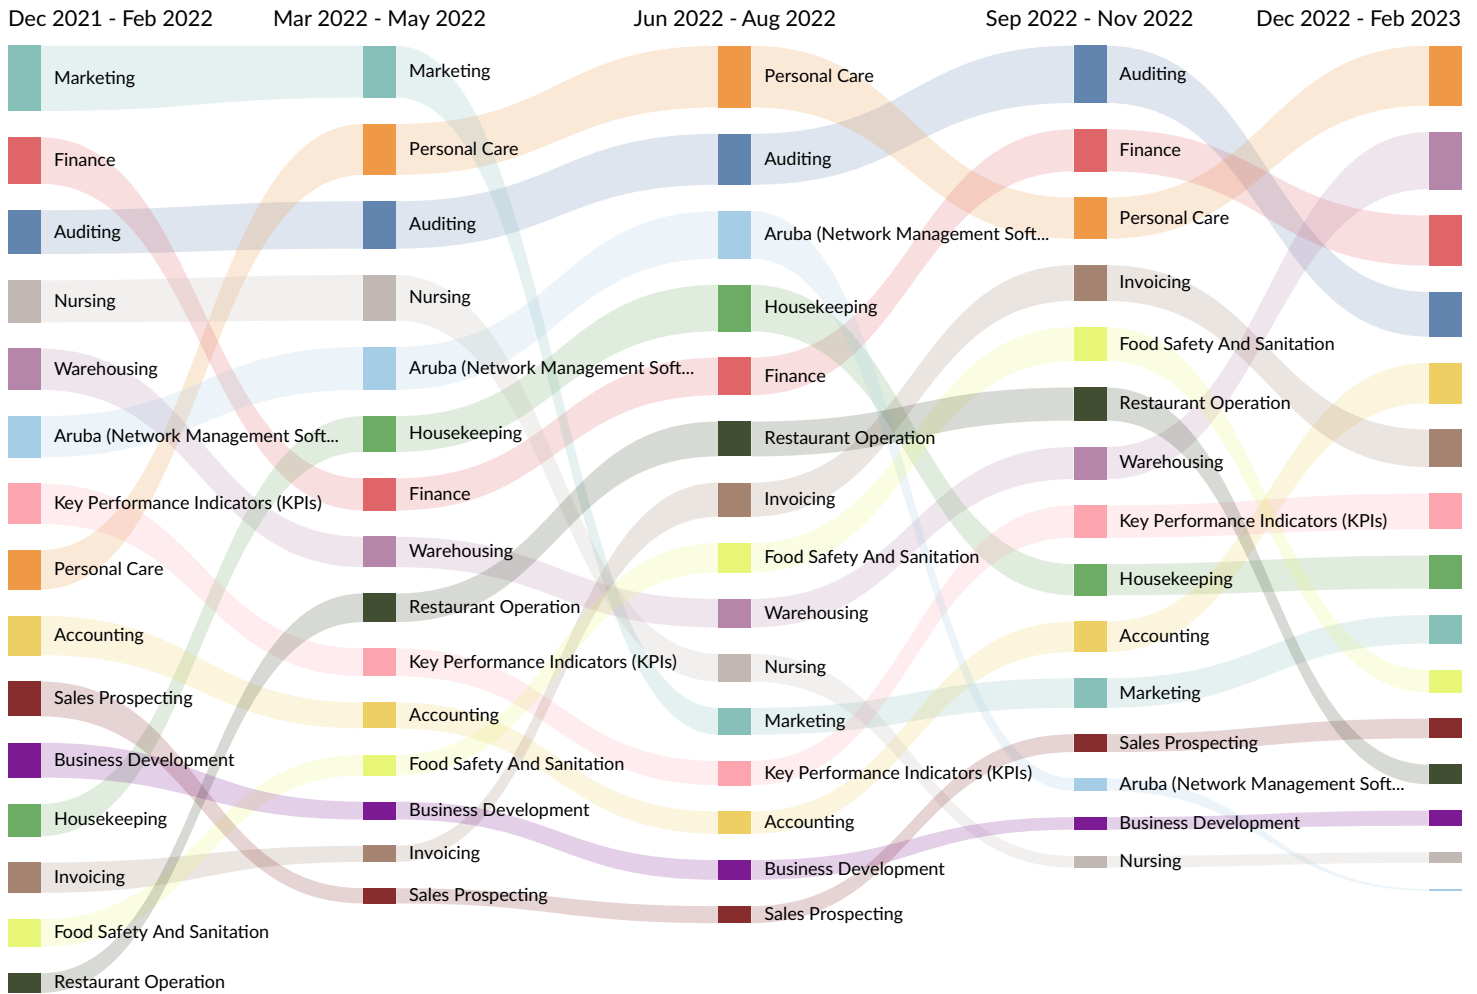 Dec 2021 - Feb 2022
Mar 2022 - May 2022
Jun 2022 - Aug 2022
Sep 2022 - Nov 2022
Dec 2022 - Feb 2023
Marketing
Finance
Auditing
Nursing
Warehousing
Aruba (Network Management Soft...
Key Performance Indicators (KPIs)
Personal Care
Accounting
Sales Prospecting
Business Development
Housekeeping
Invoicing
Food Safety And Sanitation
Restaurant Operation
Marketing
Personal Care
Auditing
Nursing
Aruba (Network Management Soft...
Housekeeping
Finance
Warehousing
Restaurant Operation
Key Performance Indicators (KPIs)
Accounting
Food Safety And Sanitation
Business Development
Invoicing
Sales Prospecting
Personal Care
Auditing
Aruba (Network Management Soft...
Housekeeping
Finance
Restaurant Operation
Invoicing
Food Safety And Sanitation
Warehousing
Nursing
Marketing
Key Performance Indicators (KPIs)
Accounting
Business Development
Sales Prospecting
Auditing
Finance
Personal Care
Invoicing
Food Safety And Sanitation
Restaurant Operation
Warehousing
Key Performance Indicators (KPIs)
Housekeeping
Accounting
Marketing
Sales Prospecting
Aruba (Network Management Soft...
Business Development
Nursing